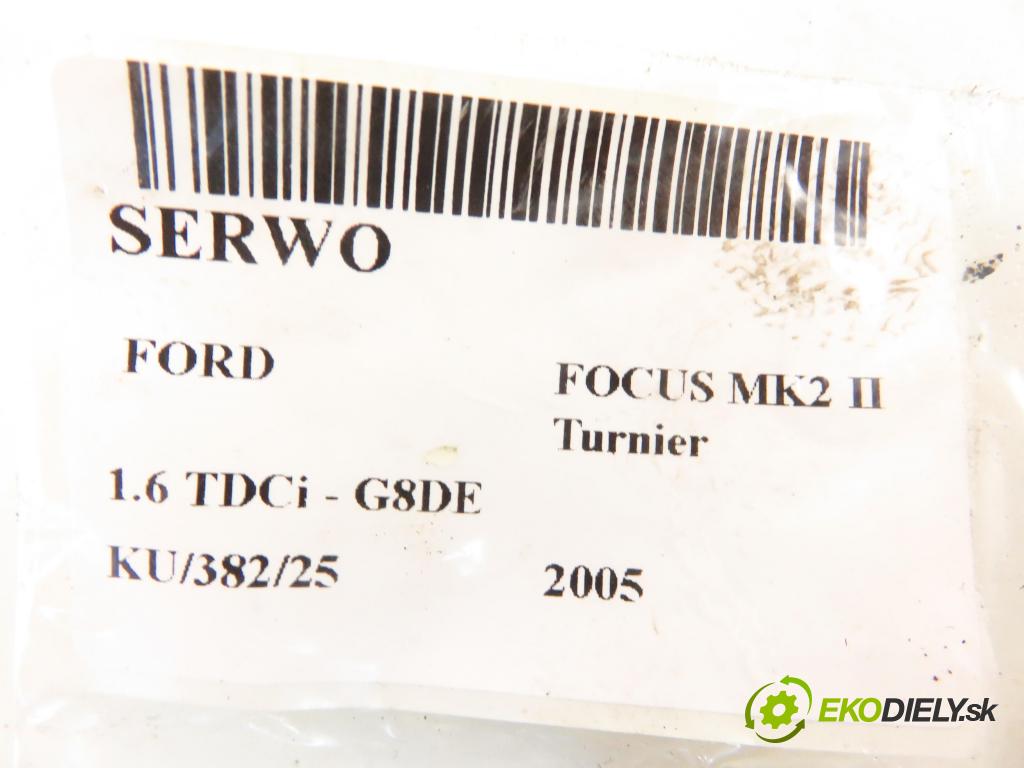 SERWO
FORD
FOCUS MK2 II
Turnier
1.6 TDCi - G8DE
KU/382/25
2005
EKODIELY.sk